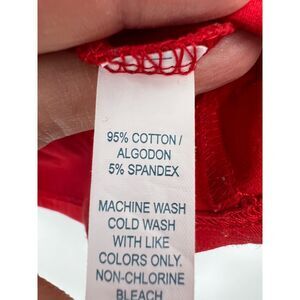 95% COTTON/
ALGODON
5% SPANDEX
MACHINE WASH
COLD WASH
WITH LIKE
COLORS ONLY.
NON-CHLORINE
BLEACH